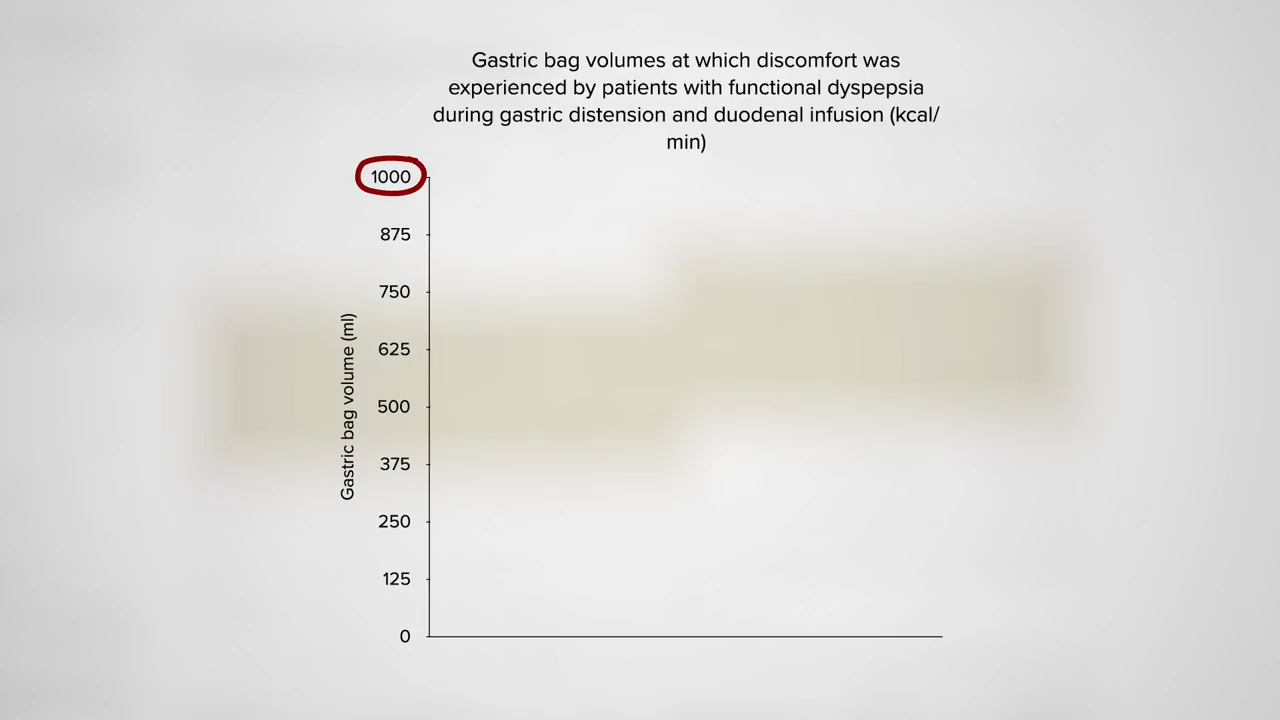 Gastric bag volumes at which discomfort was
experienced by patients with functional dyspepsia
during gastric distension and duodenal infusion (kcal/
min)
1000
875
750
625
500
375
250
125
0
Gastric bag volume (ml)